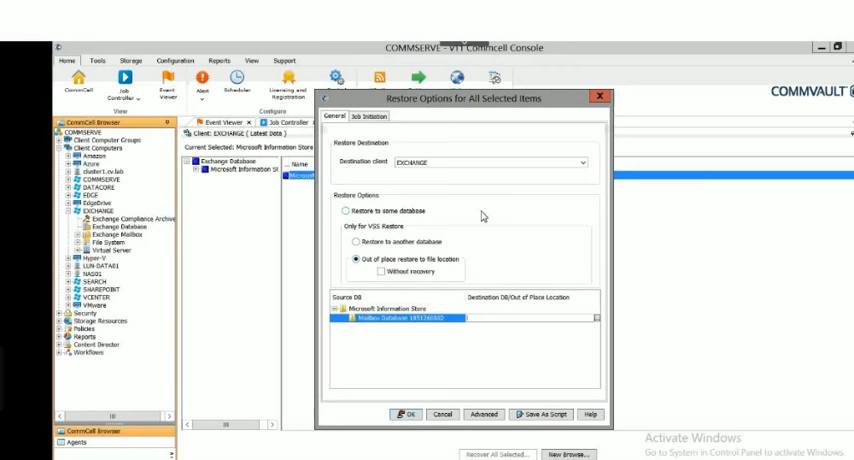 COMMSERVE - V11 Commcell Console
Home Tools Storage Configuration Reports View Support
CommCell Job Controller Event Viewer Alert Scheduler Licensing and Registration
View Configure
COMMVAULT
CommCell Browser
Event Viewer Job Controller
COMMSERVE
Client: EXCHANGE ( Latest Data )
Client Computer Groups
Client Computers
Current Selected: Microsoft Information Store
Amazon
Azure
cluster1.cv.lab
COMMSERVE
DATACORE
EDGE
EdgeDrive
EXCHANGE
Exchange Compliance Archive
Exchange Database
Exchange Mailbox
File System
Virtual Server
Hyper-V
LUN-DATA01
NAS01
SEARCH
SHAREPOINT
VCENTER
VMware
Security
Storage Resources
Policies
Reports
Content Director
Workflows
CommCell Browser
Agents
Exchange Database
Microsoft Information St
Name
Restore Options for All Selected Items
General Job Initiation
Restore Destination
Destination client EXCHANGE
Restore Options
Restore to same database
Only for VSS Restore
Restore to another database
Out of place restore to file location
Without recovery
Source DB Destination DB/Out of Place Location
Microsoft Information Store
Mailbox Database 1851260802
OK Cancel Advanced Save As Script Help
Recover All Selected... New Browse...
Activate Windows
Go to System in Control Panel to activate Windows.